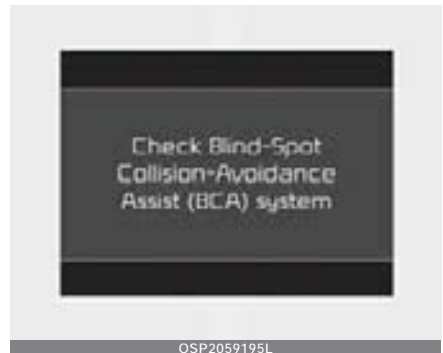 Check Blind-Spot
Collision-Avoidance
Assist (BCA) system
OSP2059195L